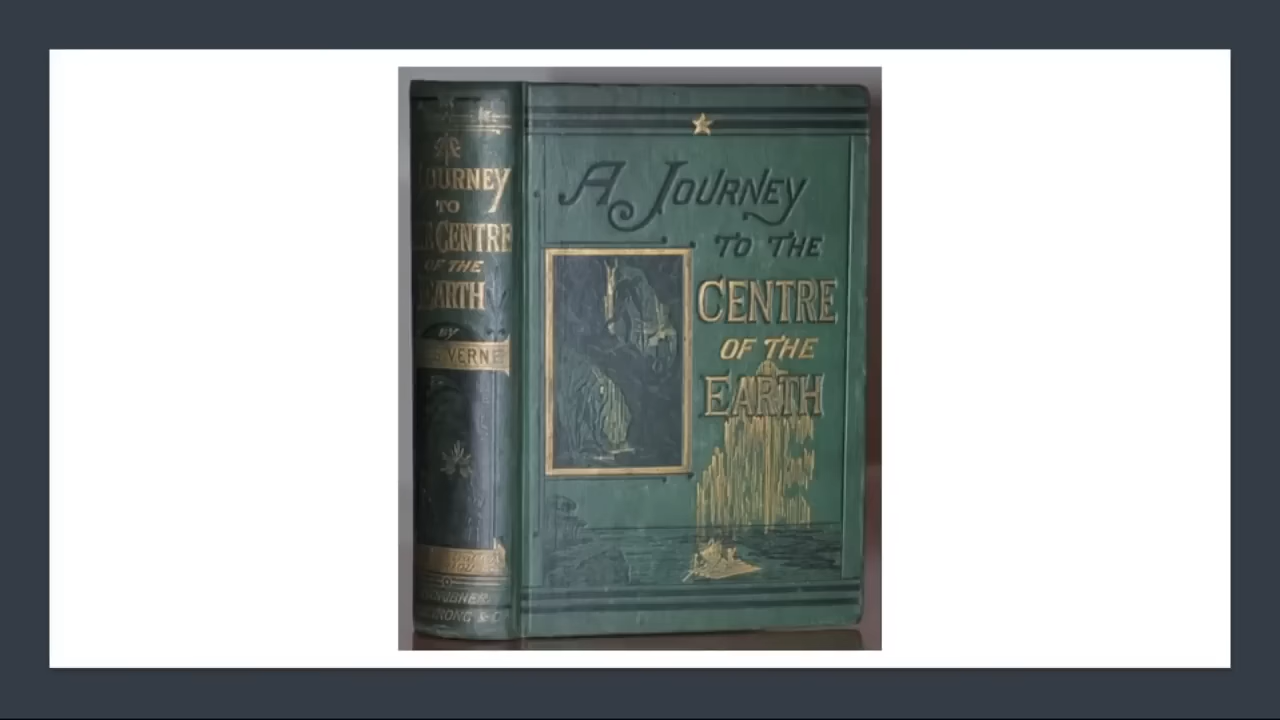 JOURNEY
TO
CENTRE
OF THE
EARTH
BY
VERNE
A JOURNEY
TO THE
CENTRE
OF THE
EARTH